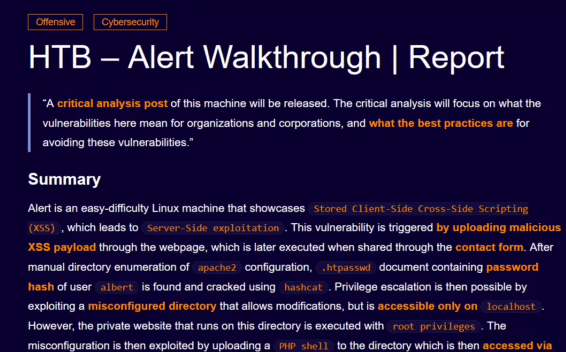 Offensive Cybersecurity
HTB – Alert Walkthrough | Report
“A critical analysis post of this machine will be released. The critical analysis will focus on what the
vulnerabilities here mean for organizations and corporations, and what the best practices are for
avoiding these vulnerabilities.”
Summary
Alert is an easy-difficulty Linux machine that showcases Stored Client-Side Cross-Side Scripting
(XSS) , which leads to Server-Side exploitation . This vulnerability is triggered by uploading malicious
XSS payload through the webpage, which is later executed when shared through the contact form. After
manual directory enumeration of apache2 configuration, .htpasswd document containing password
hash of user albert is found and cracked using hashcat . Privilege escalation is then possible by
exploiting a misconfigured directory that allows modifications, but is accessible only on localhost .
However, the private website that runs on this directory is executed with root privileges . The
misconfiguration is then exploited by uploading a PHP shell to the directory which is then accessed via